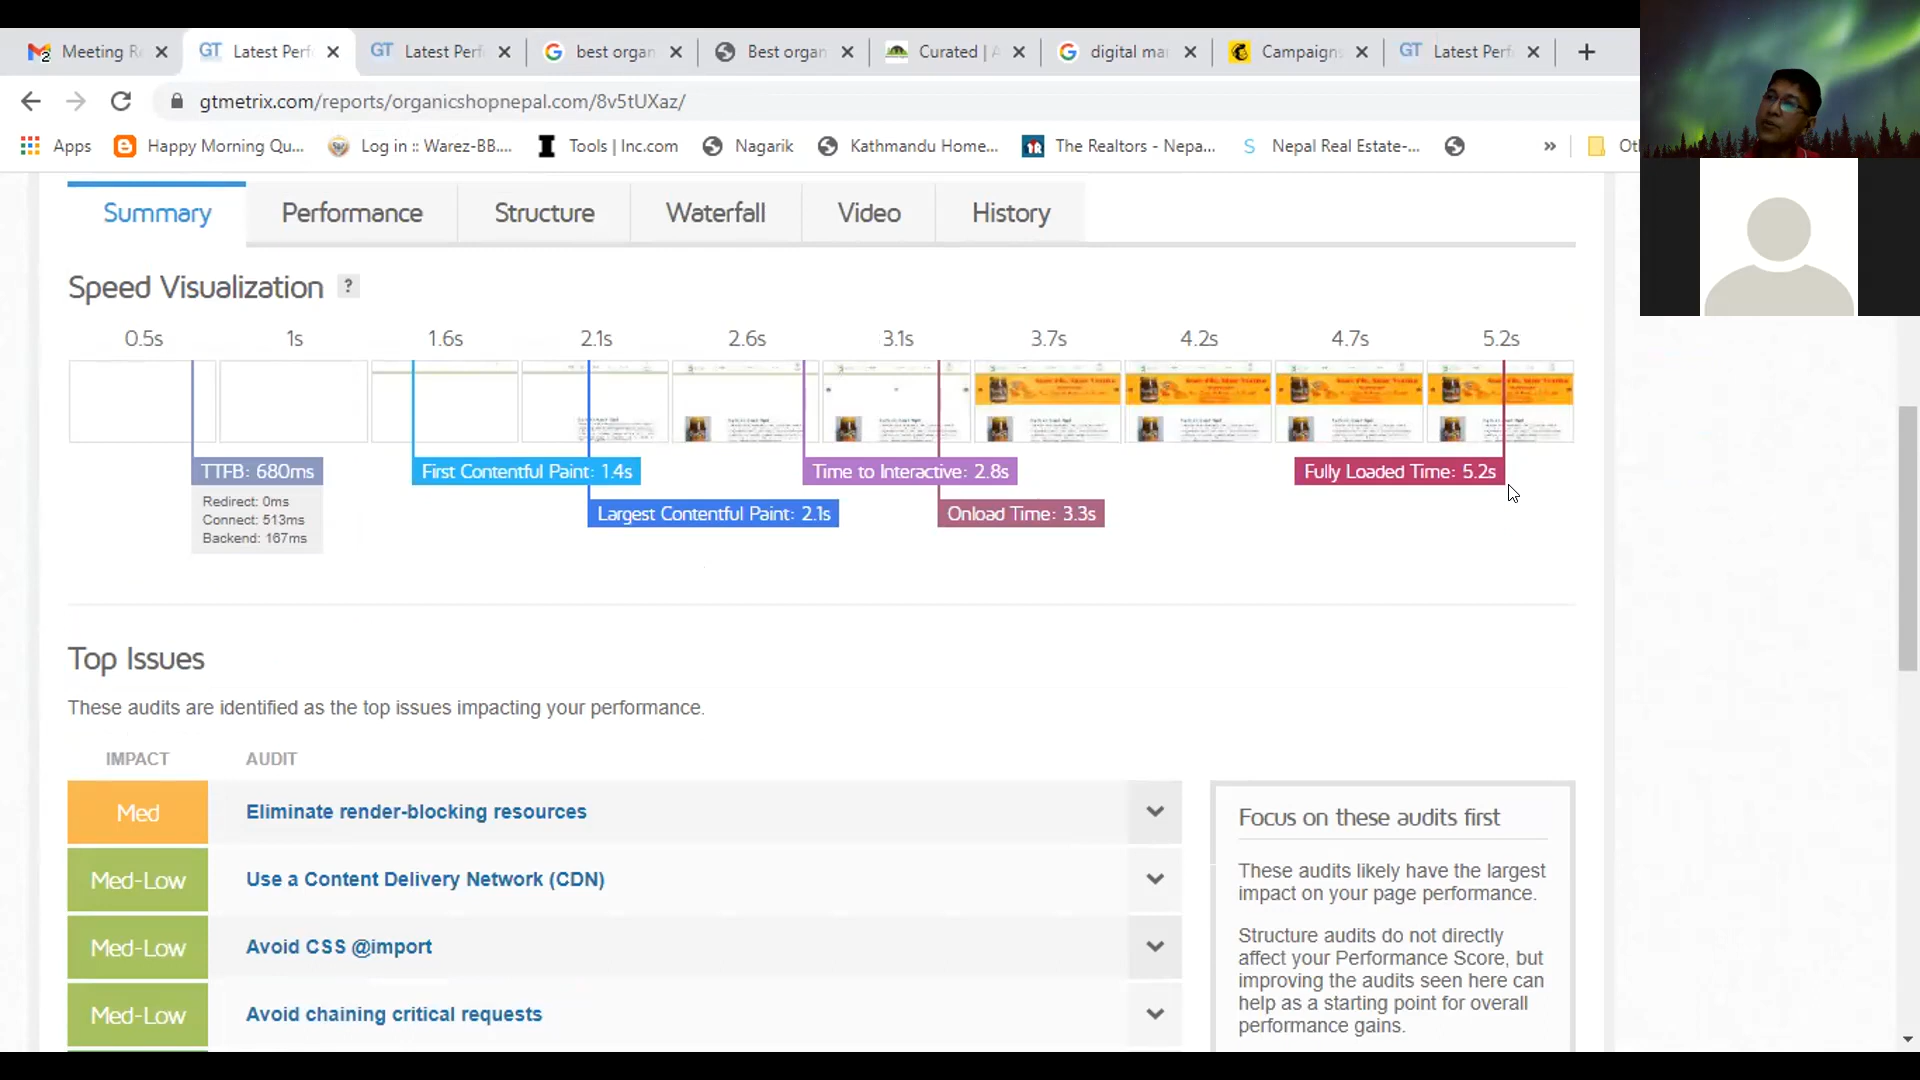 Meeting R
Latest Perf
Latest Perf
best organ
Best organ
Curated | A
digital ma
Campaigns
Latest Perf
gtmetrix.com/reports/organicshopnepal.com/8v5tUXaz/
Apps
Happy Morning Qu...
Log in :: Warez-BB....
Tools | Inc.com
Nagarik
Kathmandu Home...
The Realtors - Nepa...
Nepal Real Estate-...
»
Ot
Summary
Performance
Structure
Waterfall
Video
History
Speed Visualization ?
0.5s 1s 1.6s 2.1s 2.6s 3.1s 3.7s 4.2s 4.7s 5.2s
TTFB: 680ms
Redirect: 0ms
Connect: 513ms
Backend: 167ms
First Contentful Paint: 1.4s
Largest Contentful Paint: 2.1s
Time to Interactive: 2.8s
Onload Time: 3.3s
Fully Loaded Time: 5.2s
Top Issues
These audits are identified as the top issues impacting your performance.
IMPACT AUDIT
Med Eliminate render-blocking resources
Med-Low Use a Content Delivery Network (CDN)
Med-Low Avoid CSS @import
Med-Low Avoid chaining critical requests
Focus on these audits first
These audits likely have the largest
impact on your page performance.
Structure audits do not directly
affect your Performance Score, but
improving the audits seen here can
help as a starting point for overall
performance gains.